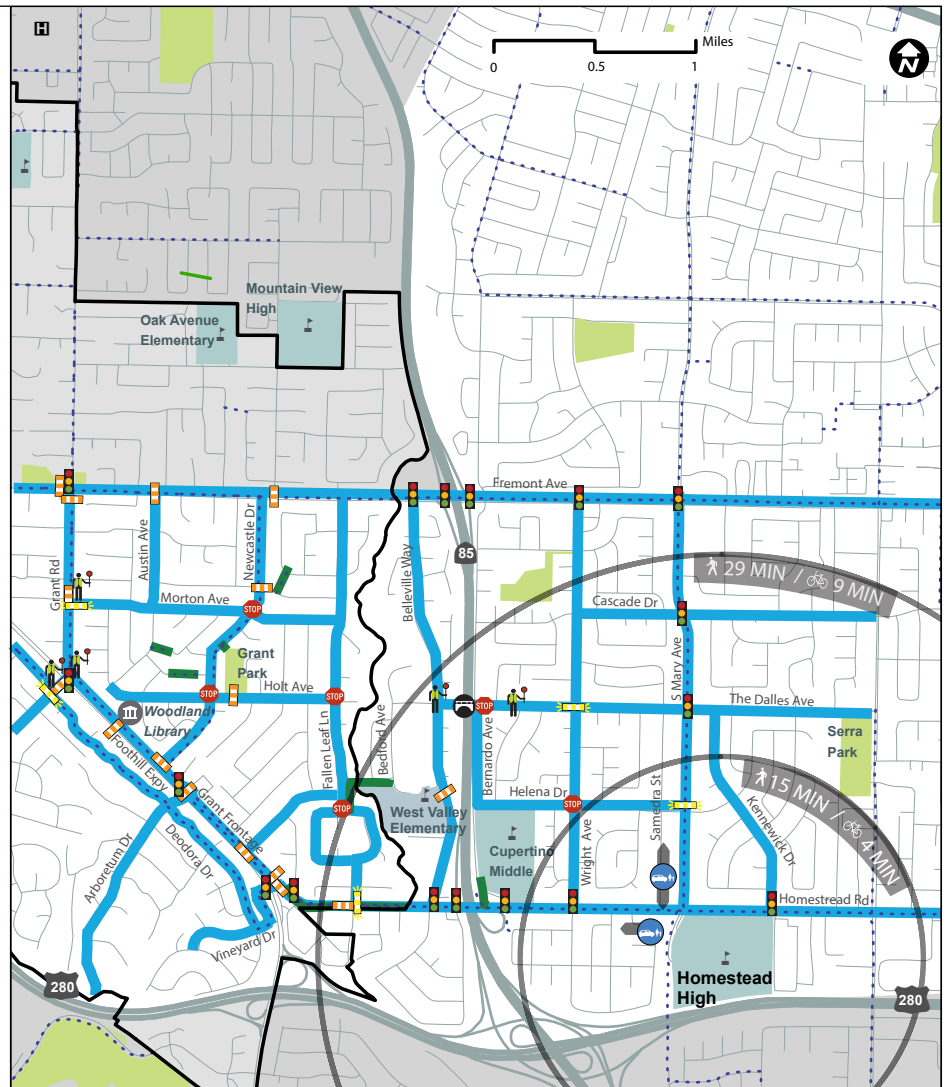 H
Miles
0
0.5
1
N
Mountain View
High
Oak Avenue
Elementary
Fremont Ave
85
Grant Rd
Austin Ave
Newcastle Dr
Belleville Way
29 MIN / 9 MIN
Morton Ave
STOP
Cascade Dr
Grant
Park
S Mary Ave
Holt Ave
STOP
STOP
STOP
The Dalles Ave
Woodland
Library
Fallen Leaf Ln
Bedford Ave
Bernardo Ave
Serra
Park
Foothill Expy
Helena Dr
15 MIN / 4 MIN
STOP
STOP
West Valley
Elementary
Grant Frontage
Samedra St
Kennewick Dr
Arboretum Dr
Deodora Dr
Cupertino
Middle
Wright Ave
Homestread Rd
Vineyard Dr
Homestead
High
280
280